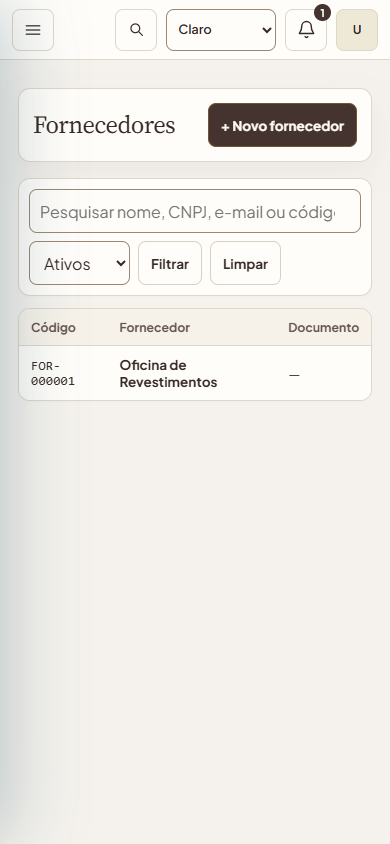 Claro
1
U
Fornecedores
+ Novo fornecedor
Pesquisar nome, CNPJ, e-mail ou códig
Ativos
Filtrar
Limpar
Código Fornecedor Documento
FOR-
000001
Oficina de
Revestimentos
—